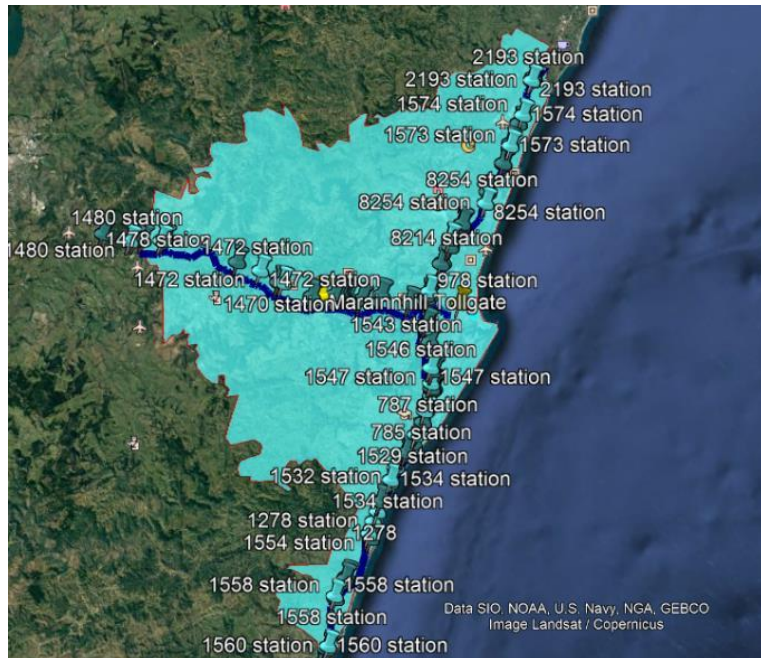 2193 station
2193 station
2193 station
1574 station
1574 station
1573 station
1573 station
8254 station
8254 station
8254 station
1480 station
8214 station
1478 staion
1472 station
1480 station
1472 station
1472 station
978 station
1470 station
Marainnhill Tollgate
1543 station
1546 station
1547 station
1547 station
787 station
785 station
1529 station
1532 station
1534 station
1534 station
1278 station
1278
1554 station
1558 station
1558 station
1558 station
1560 station
1560 station
Data SIO, NOAA, U.S. Navy, NGA, GEBCO
Image Landsat / Copernicus